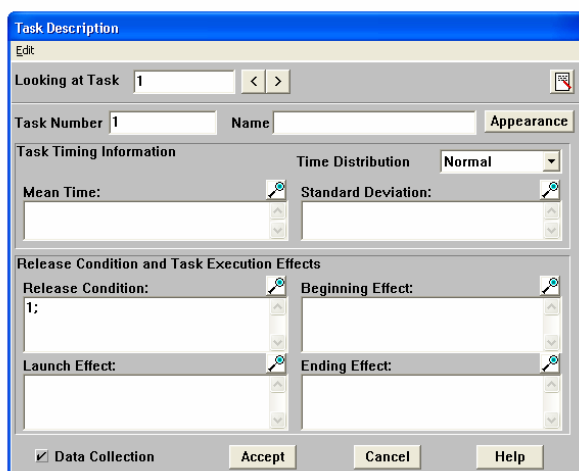 Task Description
Edit
Looking at Task 1 < >
Task Number 1 Name Appearance
Task Timing Information
Time Distribution Normal
Mean Time: Standard Deviation:
Release Condition and Task Execution Effects
Release Condition: Beginning Effect:
1;
Launch Effect: Ending Effect:
Data Collection Accept Cancel Help